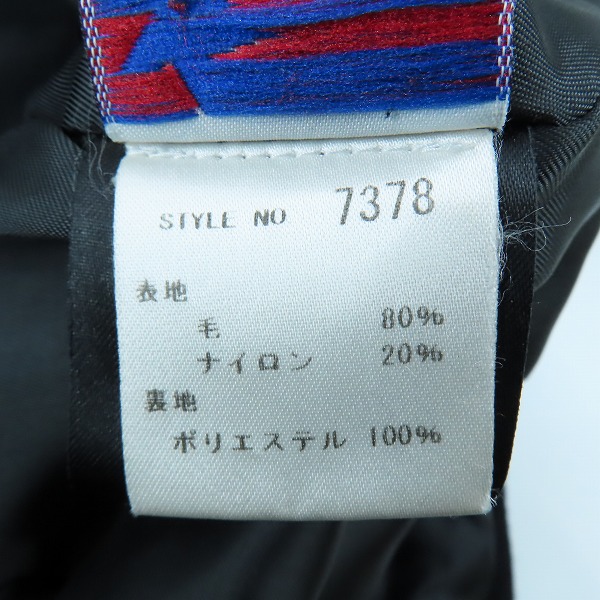 STYLE NO 7378
表地
毛 80%
ナイロン 20%
裏地
ポリエステル 100%